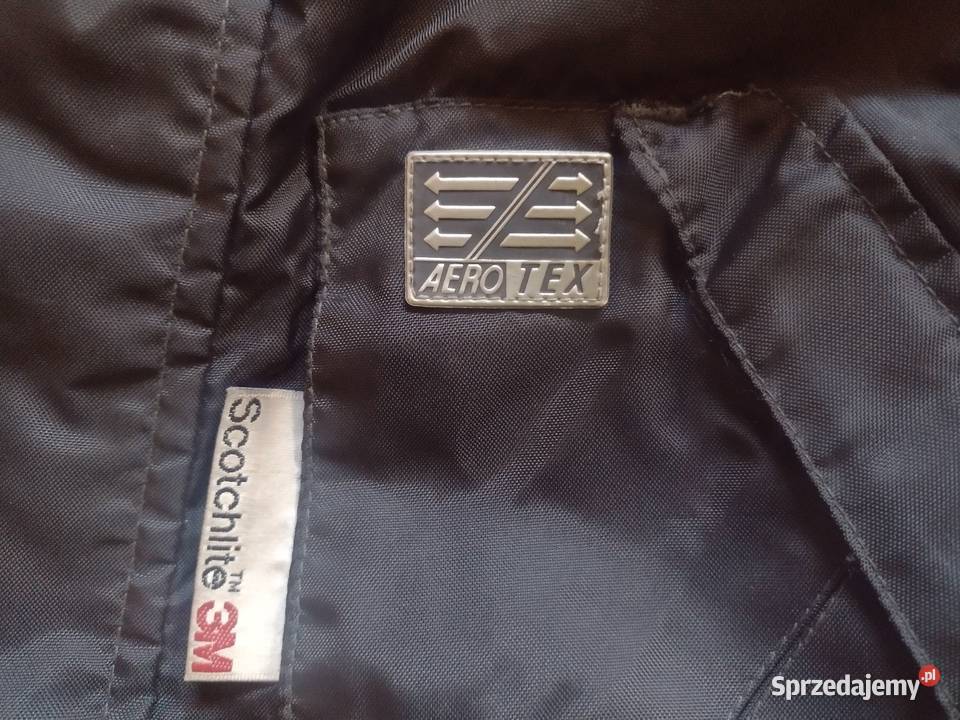 AERO TEX
Scotchlite™ 3M
Sprzedajemy.pl